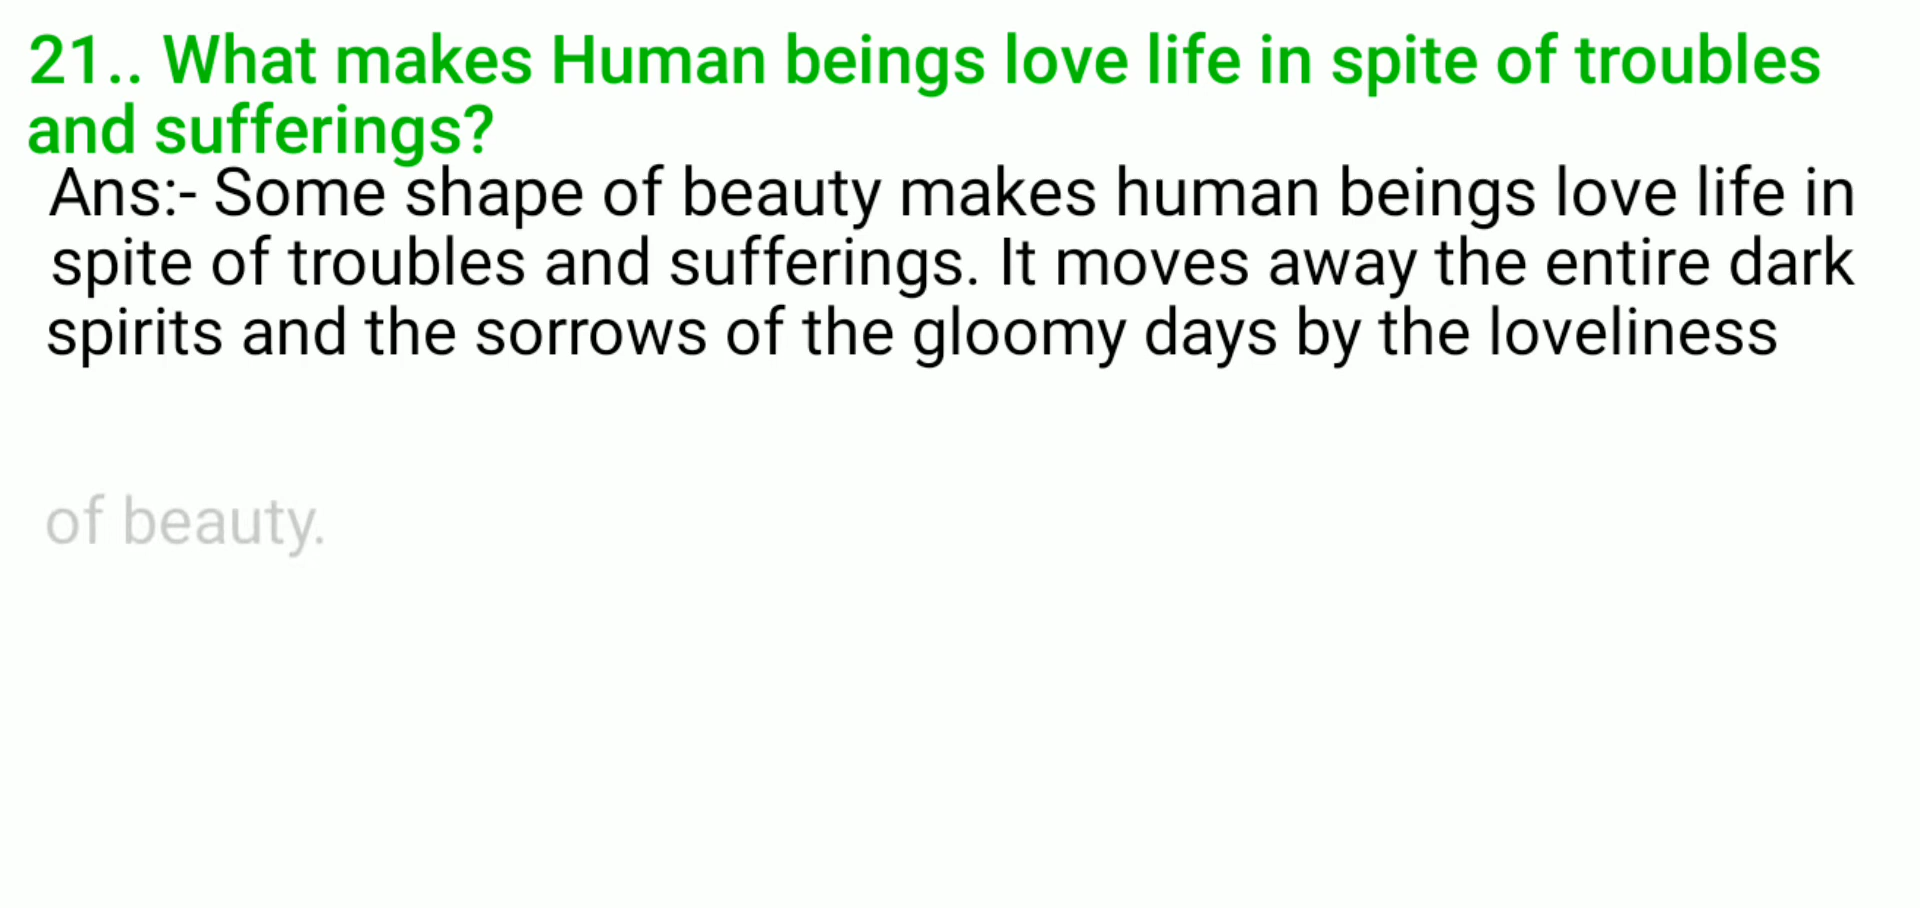 21.. What makes Human beings love life in spite of troubles
and sufferings?
Ans:- Some shape of beauty makes human beings love life in
spite of troubles and sufferings. It moves away the entire dark
spirits and the sorrows of the gloomy days by the loveliness
of beauty.